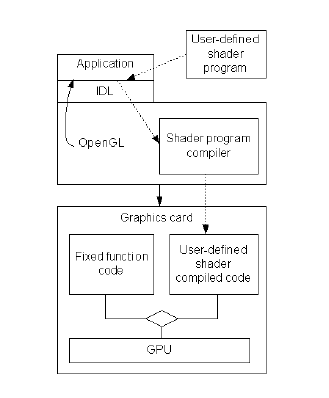 User-defined
shader
program
Application
IDL
OpenGL
Shader program
compiler
Graphics card
Fixed function
code
User-defined
shader
compiled code
GPU